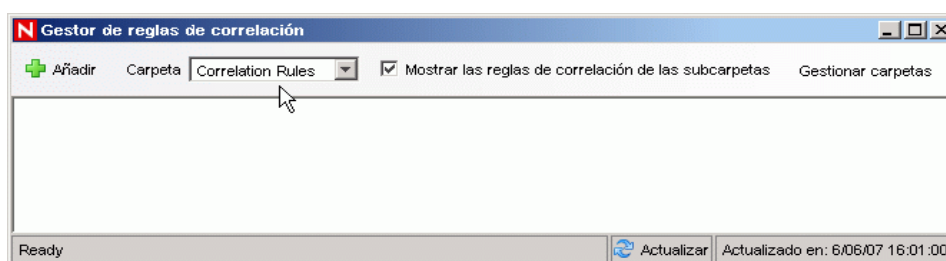 N Gestor de reglas de correlación
Añadir Carpeta Correlation Rules Mostrar las reglas de correlación de las subcarpetas Gestionar carpetas
Ready Actualizar Actualizado en: 6/06/07 16:01:00